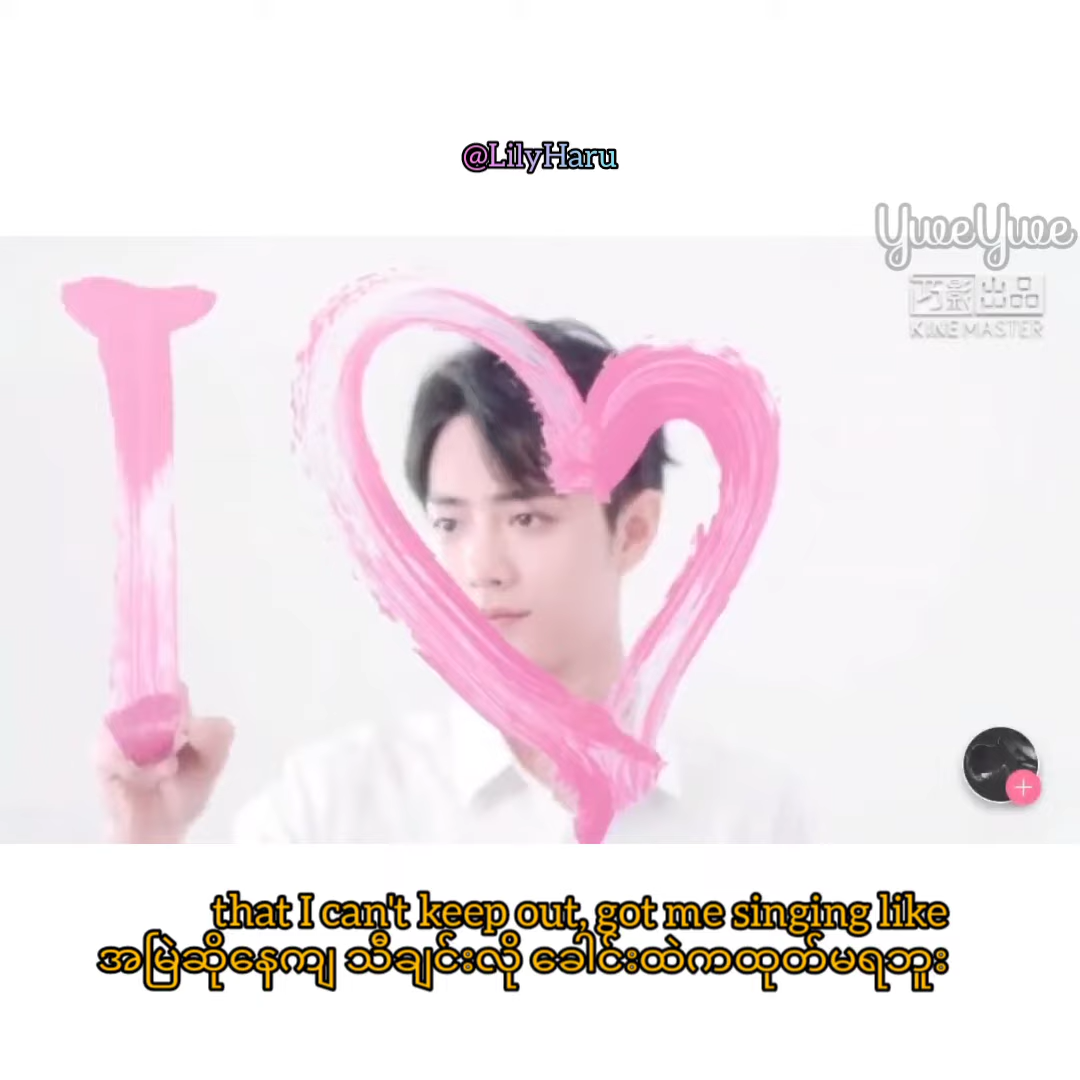 @LilyHaru
YweYwe
巧影出品
KINEMASTER
I
that I can't keep out, got me singing like
အမြဲဆိုနေကျ သီချင်းလို ခေါင်းထဲကထုတ်မရဘူး